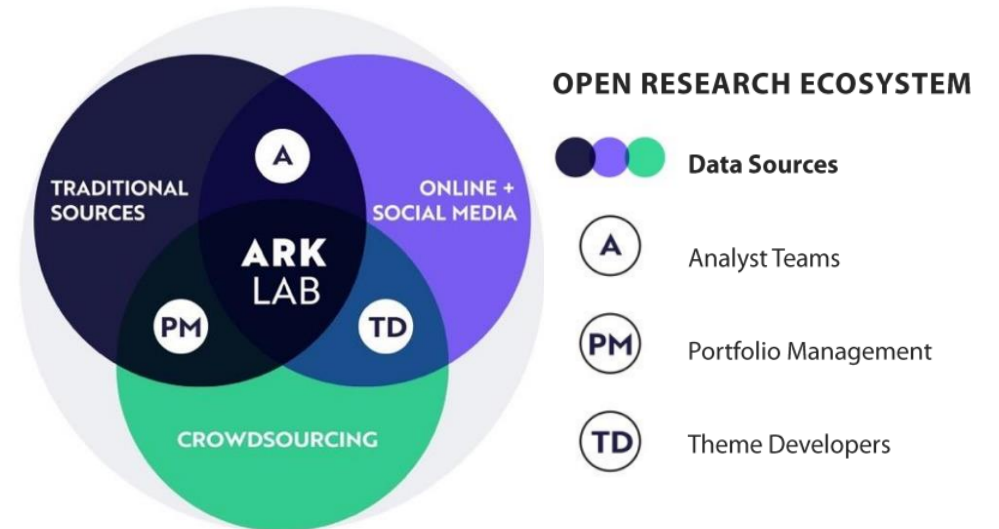 A
TRADITIONAL
SOURCES
ONLINE +
SOCIAL MEDIA
ARK
LAB
PM
TD
CROWDSOURCING
OPEN RESEARCH ECOSYSTEM
Data Sources
A
Analyst Teams
PM
Portfolio Management
TD
Theme Developers